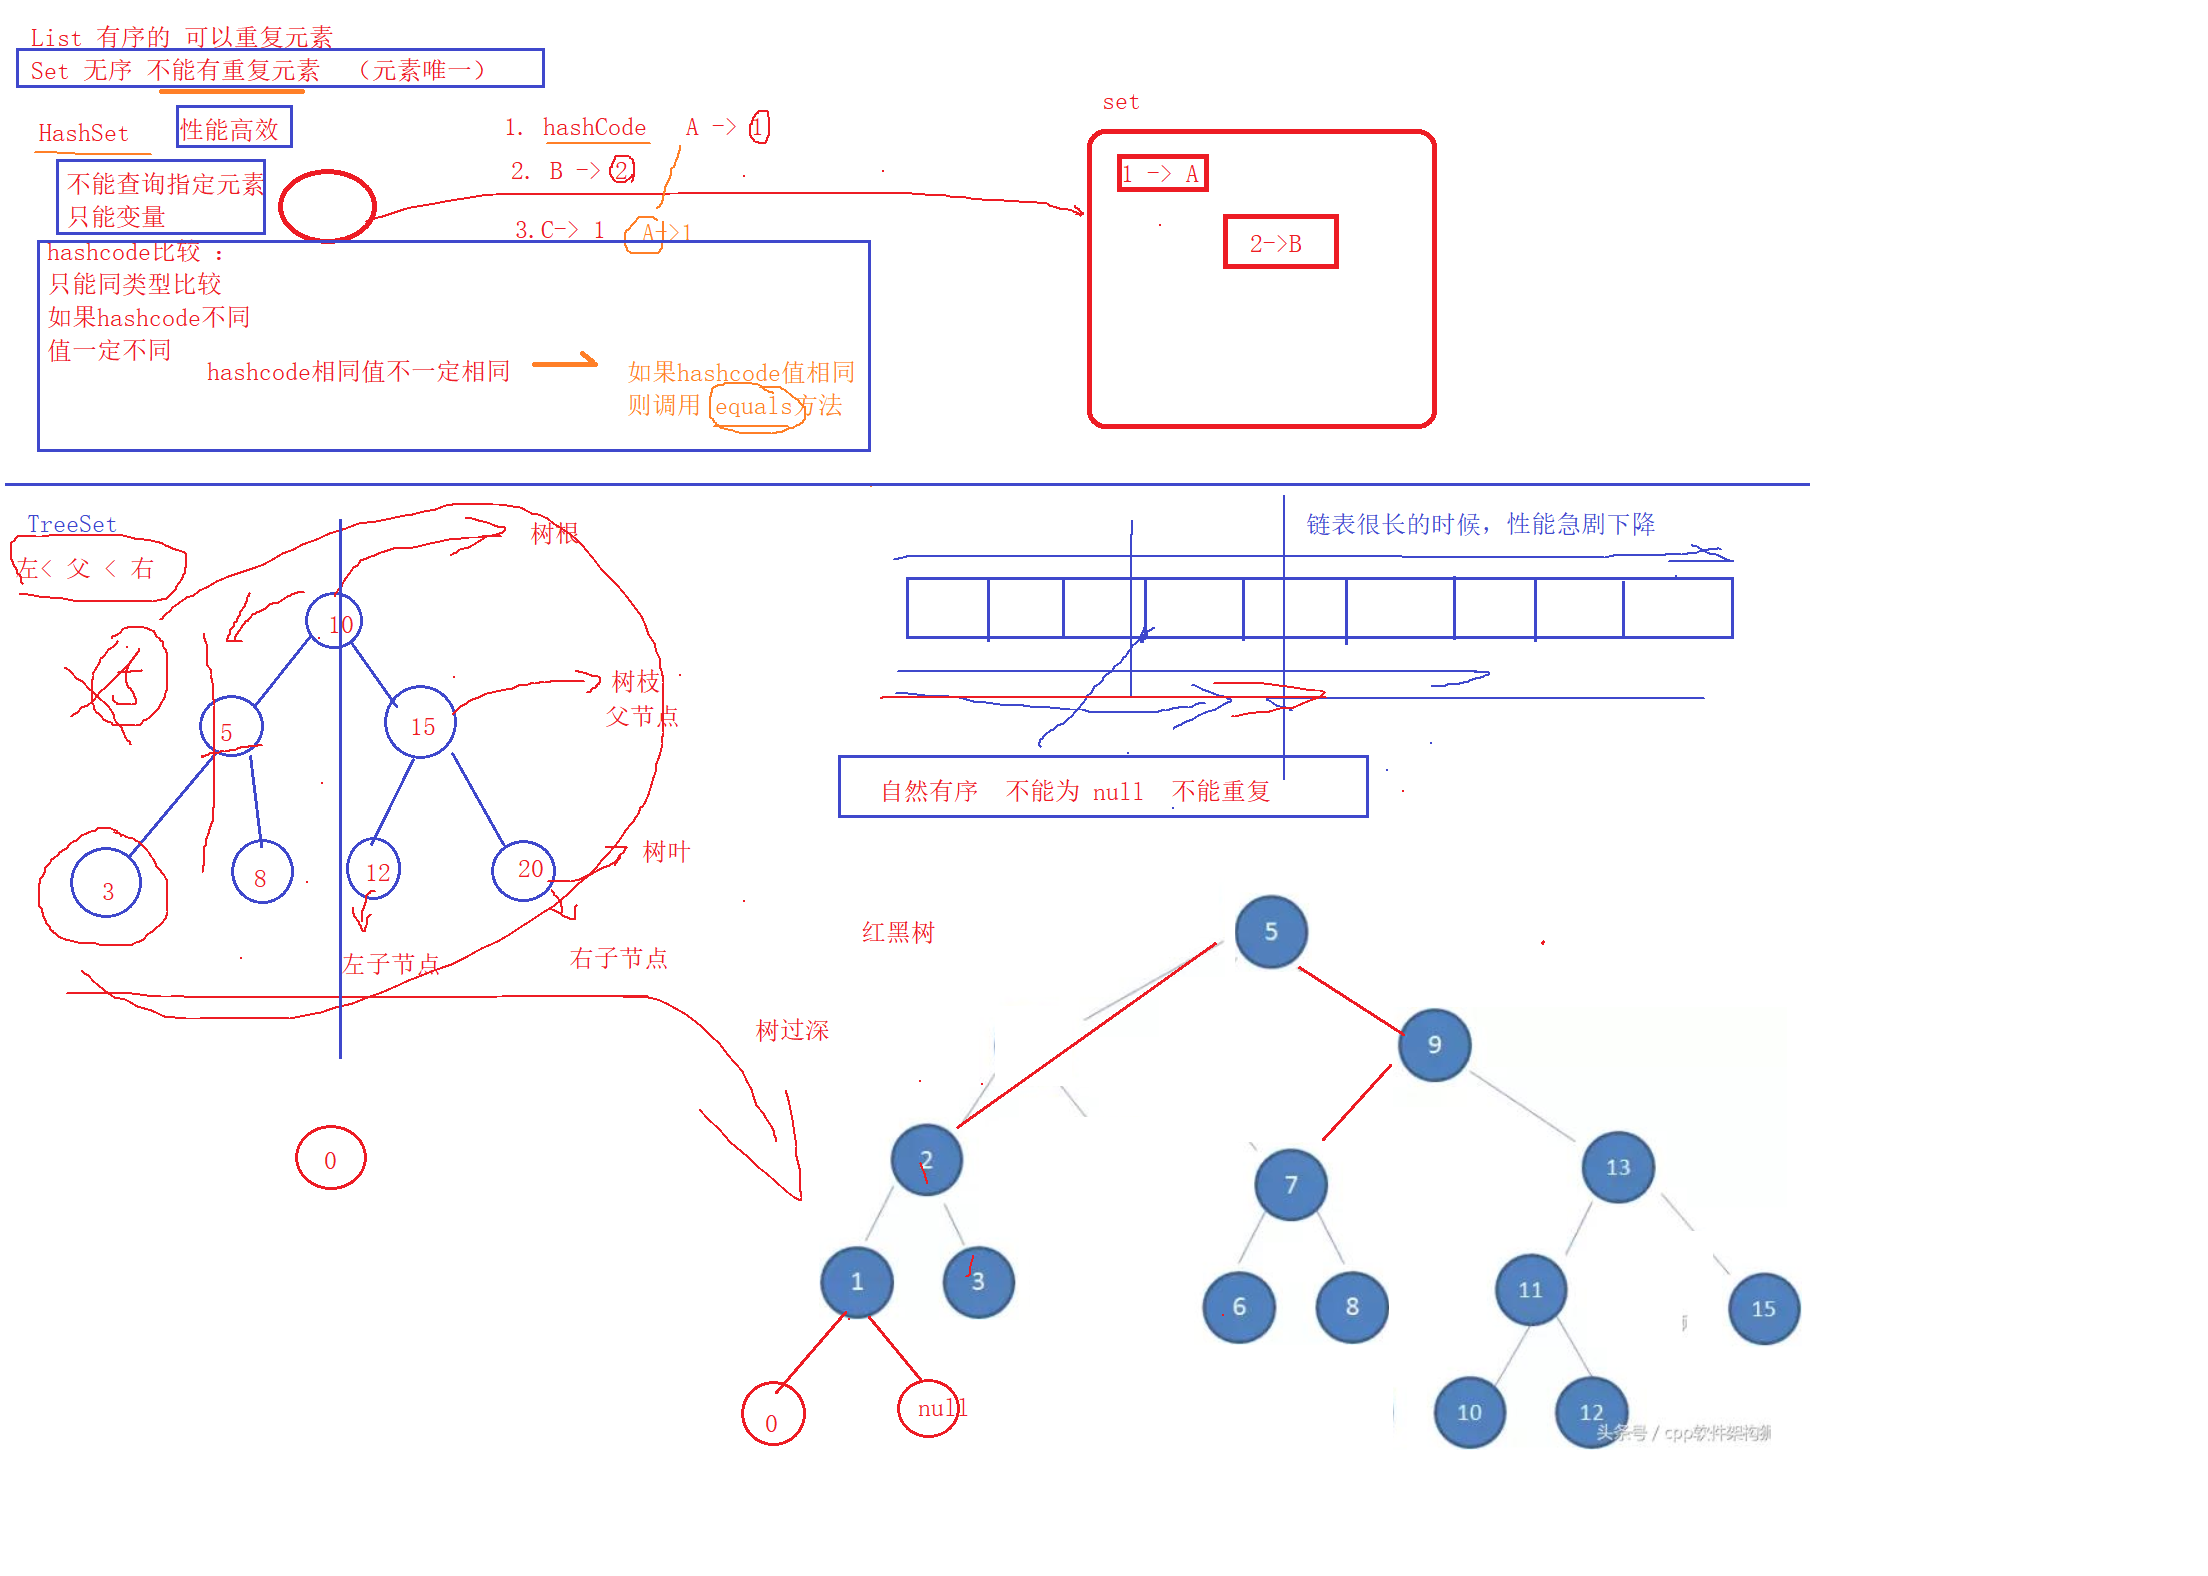 List 有序的 可以重复元素
Set 无序 不能有重复元素 （元素唯一）
HashSet
性能高效
不能查询指定元素
只能变量
1. hashCode A -> 1
2. B -> 2
3.C-> 1 A->1
set
1 -> A
2->B
hashcode比较 ：
只能同类型比较
如果hashcode不同
值一定不同
hashcode相同值不一定相同
如果hashcode值相同
则调用 equals方法
TreeSet
左< 父 < 右
树根
10
5
15
树枝
父节点
3
8
12
20
树叶
左子节点
右子节点
链表很长的时候，性能急剧下降
自然有序 不能为 null 不能重复
红黑树
树过深
0
5
9
2
7
13
1
3
6
8
11
15
0
null
10
12
头条号 / cpp软件架构狮